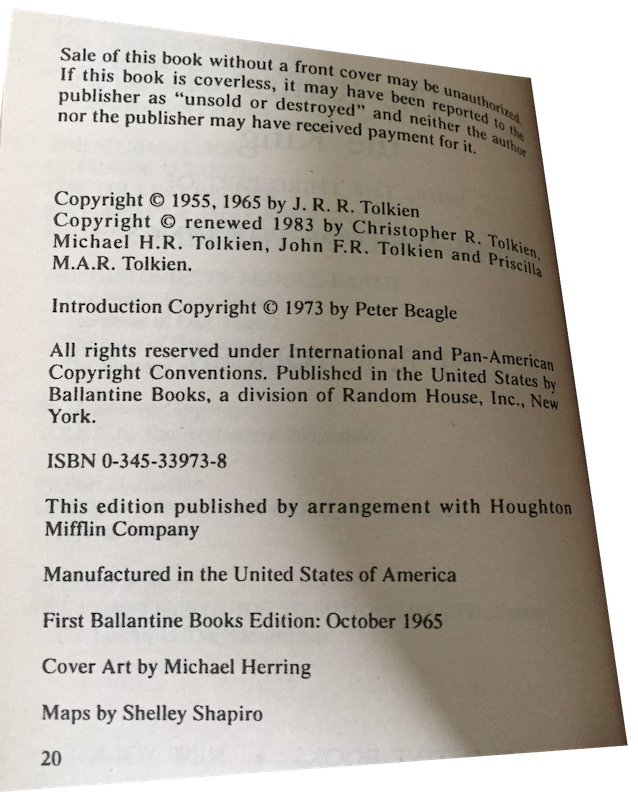 Sale of this book without a front cover may be unauthorized.
If this book is coverless, it may have been reported to the
publisher as “unsold or destroyed” and neither the author
nor the publisher may have received payment for it.
Copyright © 1955, 1965 by J. R. R. Tolkien
Copyright © renewed 1983 by Christopher R. Tolkien,
Michael H.R. Tolkien, John F.R. Tolkien and Priscilla
M.A.R. Tolkien.
Introduction Copyright © 1973 by Peter Beagle
All rights reserved under International and Pan-American
Copyright Conventions. Published in the United States by
Ballantine Books, a division of Random House, Inc., New
York.
ISBN 0-345-33973-8
This edition published by arrangement with Houghton
Mifflin Company
Manufactured in the United States of America
First Ballantine Books Edition: October 1965
Cover Art by Michael Herring
Maps by Shelley Shapiro
20